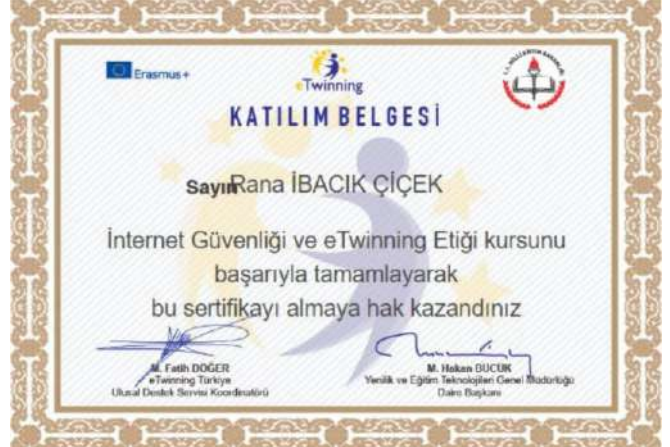 Erasmus+
eTwinning
KATILIM BELGESİ
Sayın Rana İBACIK ÇİÇEK
İnternet Güvenliği ve eTwinning Etiği kursunu
başarıyla tamamlayarak
bu sertifikayı almaya hak kazandınız
M. Fatih DÖĞER
eTwinning Türkiye
Ulusal Destek Servisi Koordinatörü
M. Hakan BÜCÜK
Yenilik ve Eğitim Teknolojileri Genel Müdürlüğü
Daire Başkanı